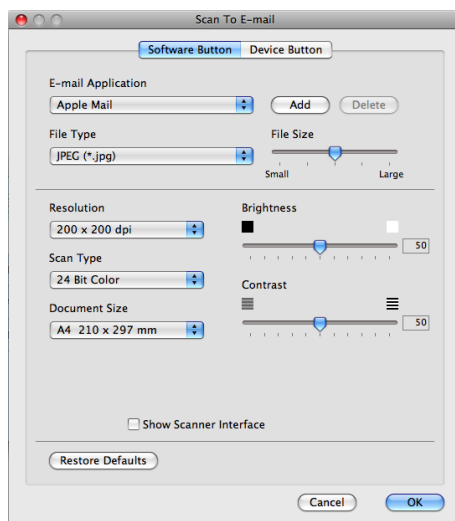 Scan To E-mail
Software Button Device Button
E-mail Application
Apple Mail Add Delete
File Type File Size
JPEG (*.jpg)
Small Large
Resolution Brightness
200 x 200 dpi
50
Scan Type
24 Bit Color
Contrast
Document Size
A4 210 x 297 mm 50
Show Scanner Interface
Restore Defaults
Cancel OK